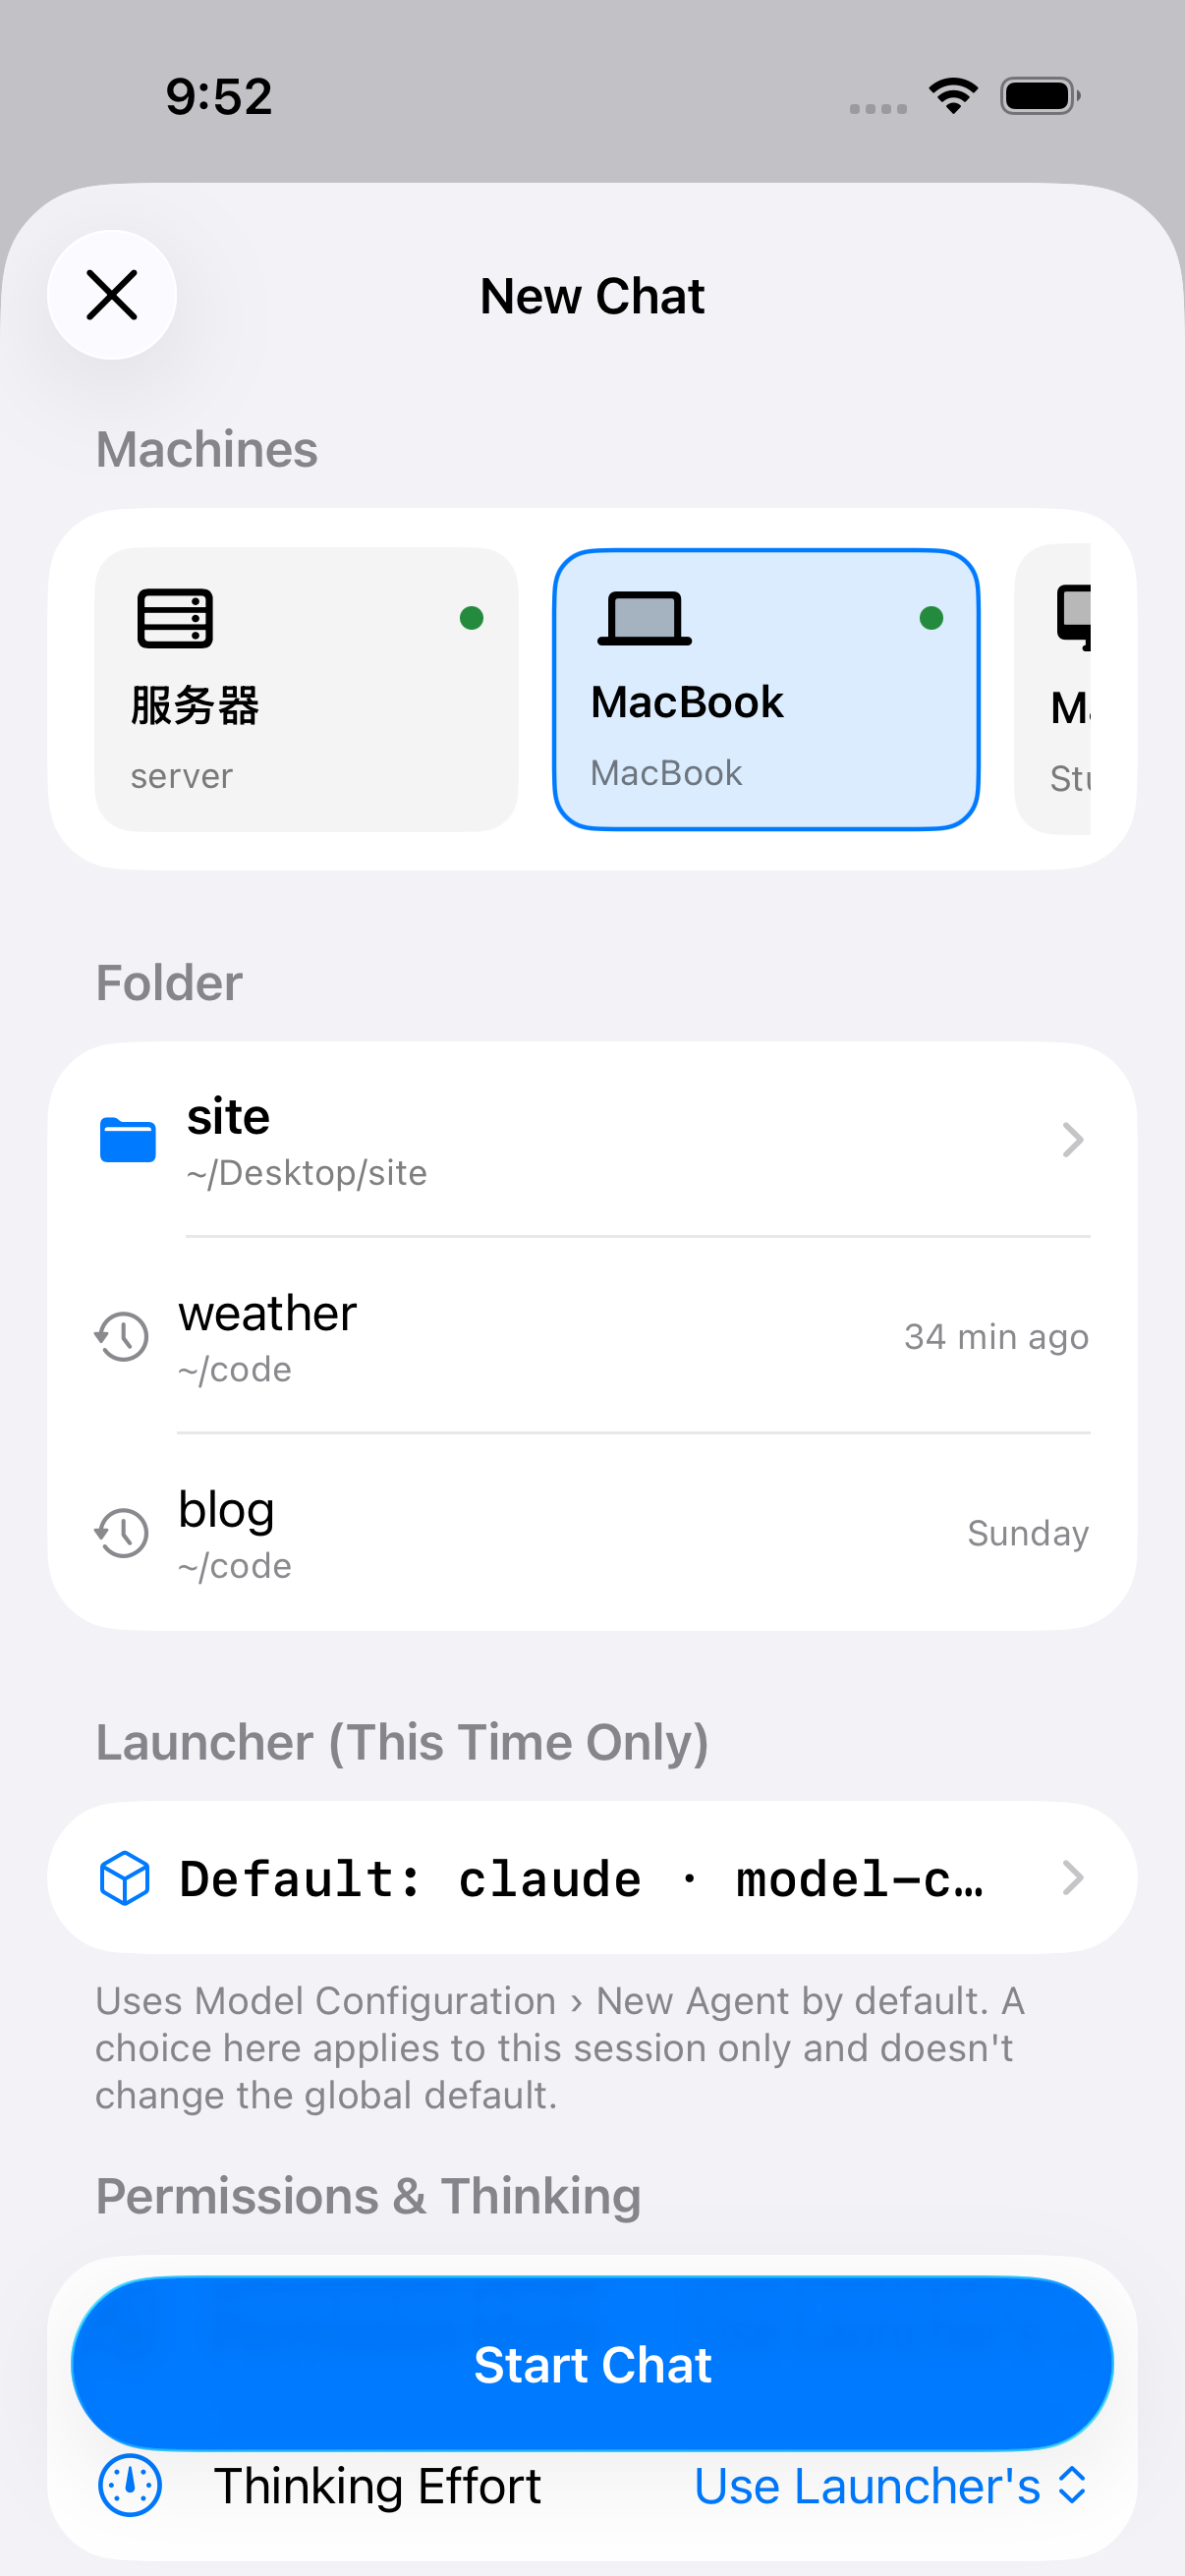 9:52
New Chat
Machines
服务器
server
MacBook
MacBook
Folder
site
~/Desktop/site
weather
~/code
34 min ago
blog
~/code
Sunday
Launcher (This Time Only)
Default: claude · model-c…
Uses Model Configuration › New Agent by default. A
choice here applies to this session only and doesn't
change the global default.
Permissions & Thinking
Start Chat
Thinking Effort
Use Launcher's